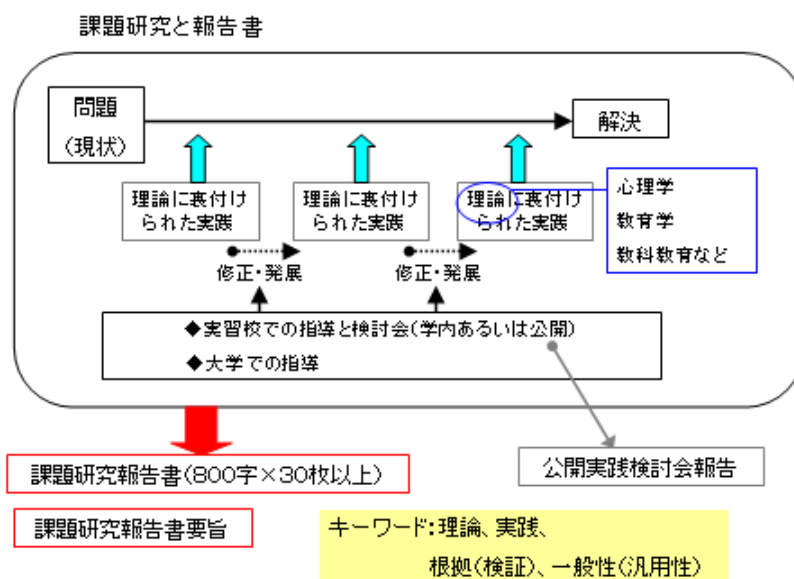 課題研究と報告書
問題
(現状)
解決
理論に裏付け
られた実践
理論に裏付け
られた実践
理論に裏付け
られた実践
心理学
教育学
教科教育など
修正・発展
修正・発展
◆実習校での指導と検討会(学内あるいは公開)
◆大学での指導
課題研究報告書(800字×30枚以上)
公開実践検討会報告
課題研究報告書要旨
キーワード:理論、実践、
根拠(検証)、一般性(汎用性)